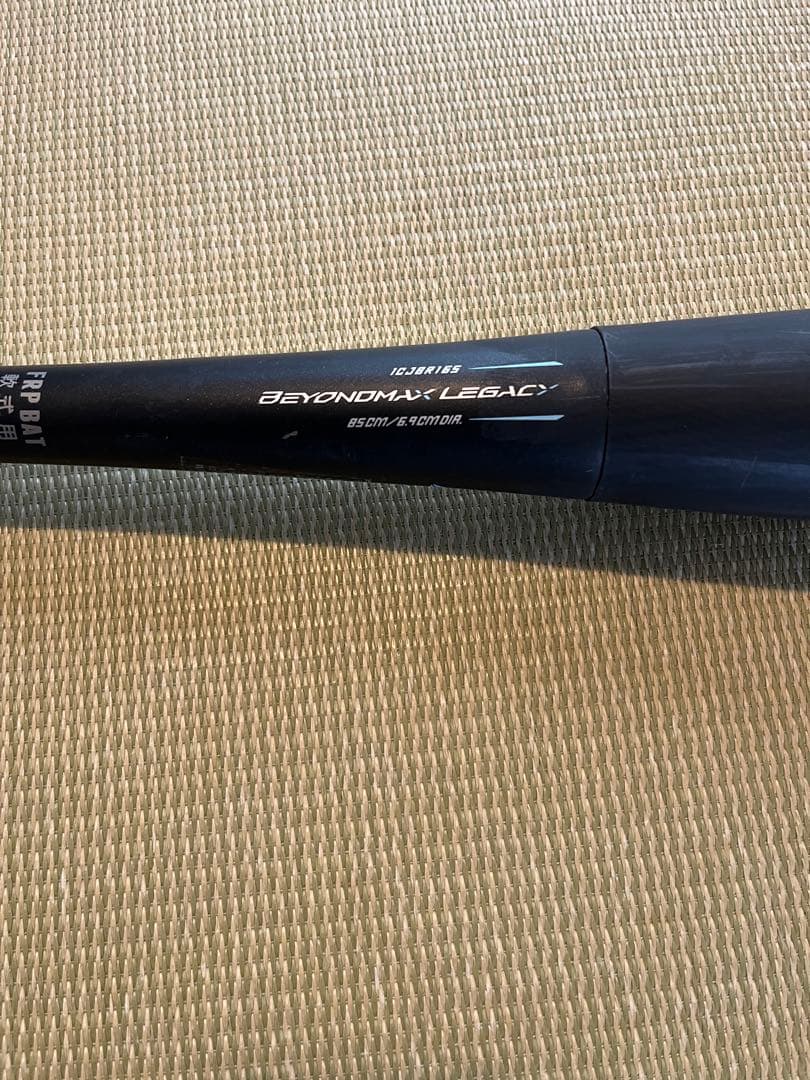 1CJBR165
BEYONDMAX LEGACY
85CM/6.9CM DIA.
FRP BAT
軟式用